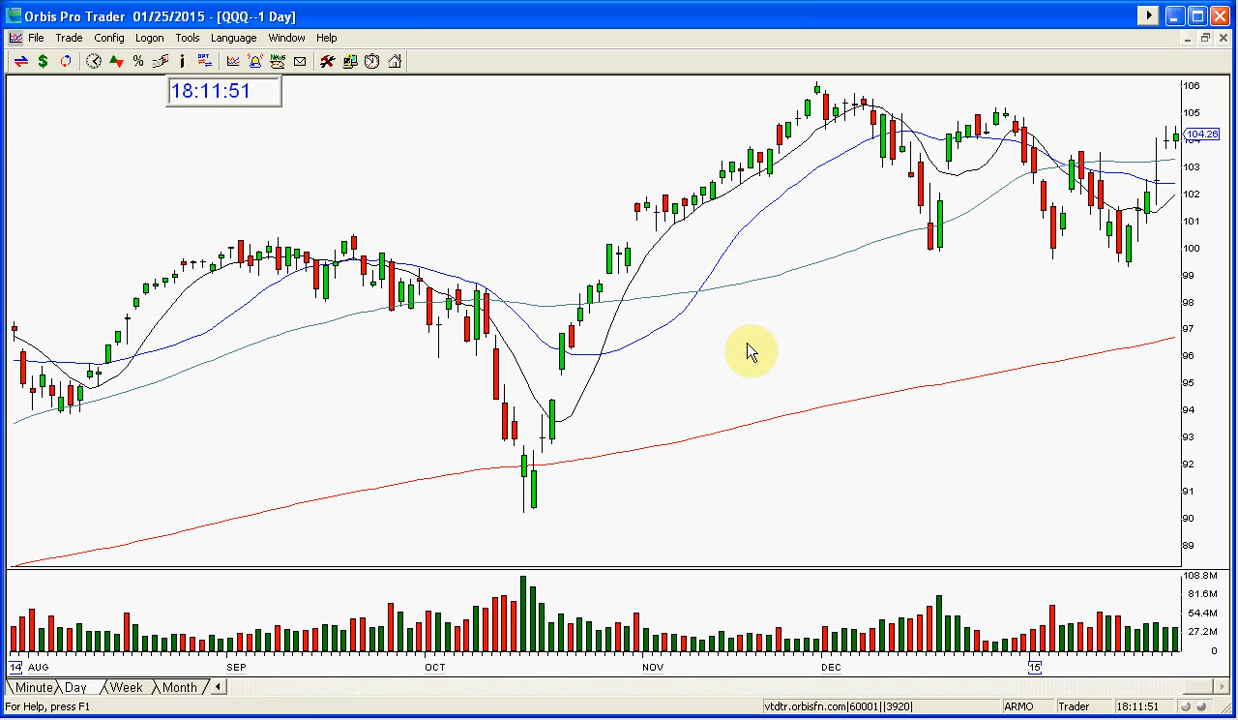 Orbis Pro Trader 01/25/2015 - [QQQ--1 Day]
File Trade Config Logon Tools Language Window Help
18:11:51
106
105
104.26
103
102
101
100
99
98
97
96
95
94
93
92
91
90
89
108.8M
81.6M
54.4M
27.2M
0
14 AUG SEP OCT NOV DEC 15
Minute Day Week Month
For Help, press F1 vtdtr.orbisfn.com|60001||3920| ARMO Trader 18:11:51